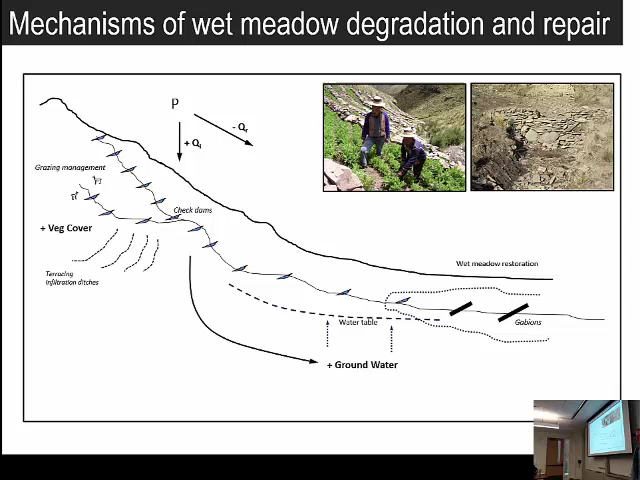 Mechanisms of wet meadow degradation and repair
P
- Qr
+ Qi
Grazing management
Check dams
+ Veg Cover
Terracing
Infiltration ditches
Wet meadow restoration
Water table
Gabions
+ Ground Water